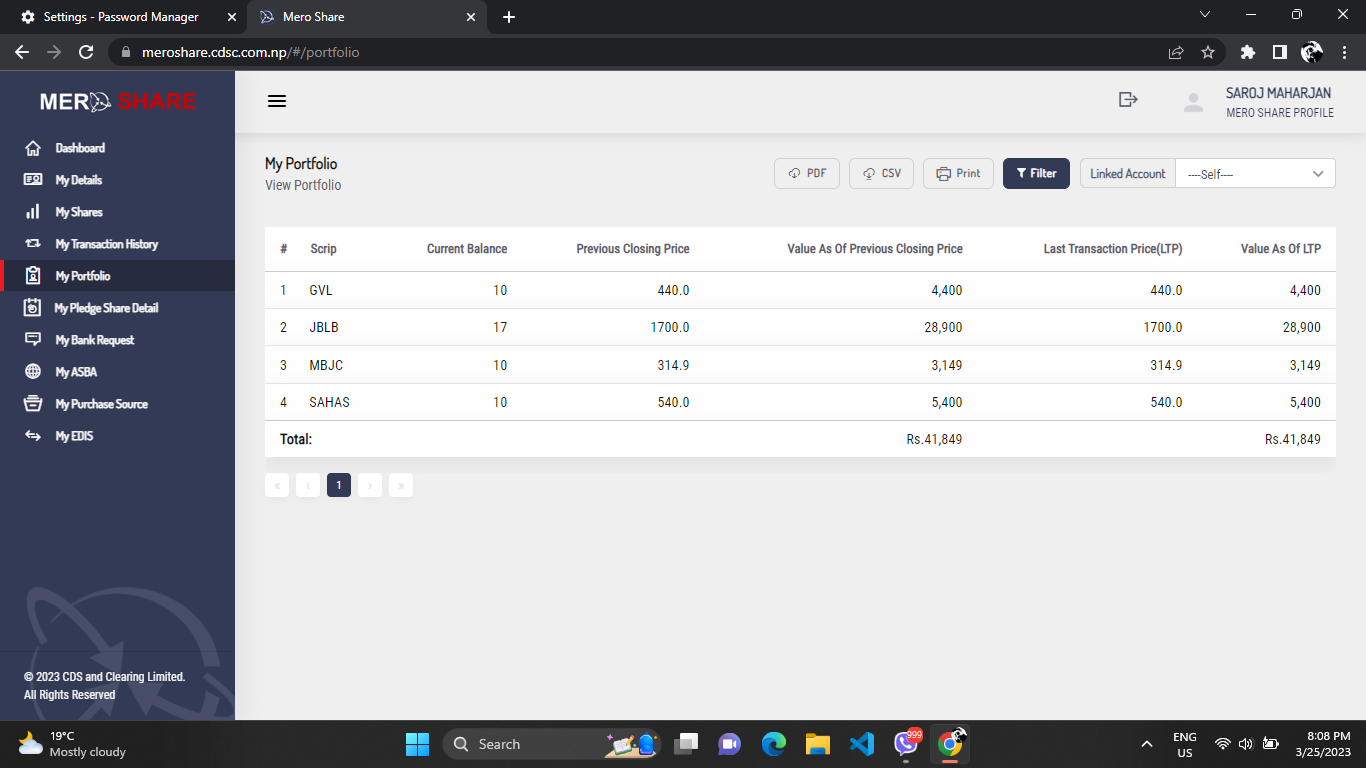 Settings - Password Manager
Mero Share
meroshare.cdsc.com.np/#/portfolio
MERO SHARE
SAROJ MAHARJAN
MERO SHARE PROFILE
Dashboard
My Details
My Shares
My Transaction History
My Portfolio
My Pledge Share Detail
My Bank Request
My ASBA
My Purchase Source
My EDIS
© 2023 CDS and Clearing Limited.
All Rights Reserved
My Portfolio
View Portfolio
PDF CSV Print Filter Linked Account ----Self----
# Scrip Current Balance Previous Closing Price Value As Of Previous Closing Price Last Transaction Price(LTP) Value As Of LTP
1 GVL 10 440.0 4,400 440.0 4,400
2 JBLB 17 1700.0 28,900 1700.0 28,900
3 MBJC 10 314.9 3,149 314.9 3,149
4 SAHAS 10 540.0 5,400 540.0 5,400
Total: Rs.41,849 Rs.41,849
« ‹ 1 › »
19°C
Mostly cloudy
Search
999
ENG
US
8:08 PM
3/25/2023